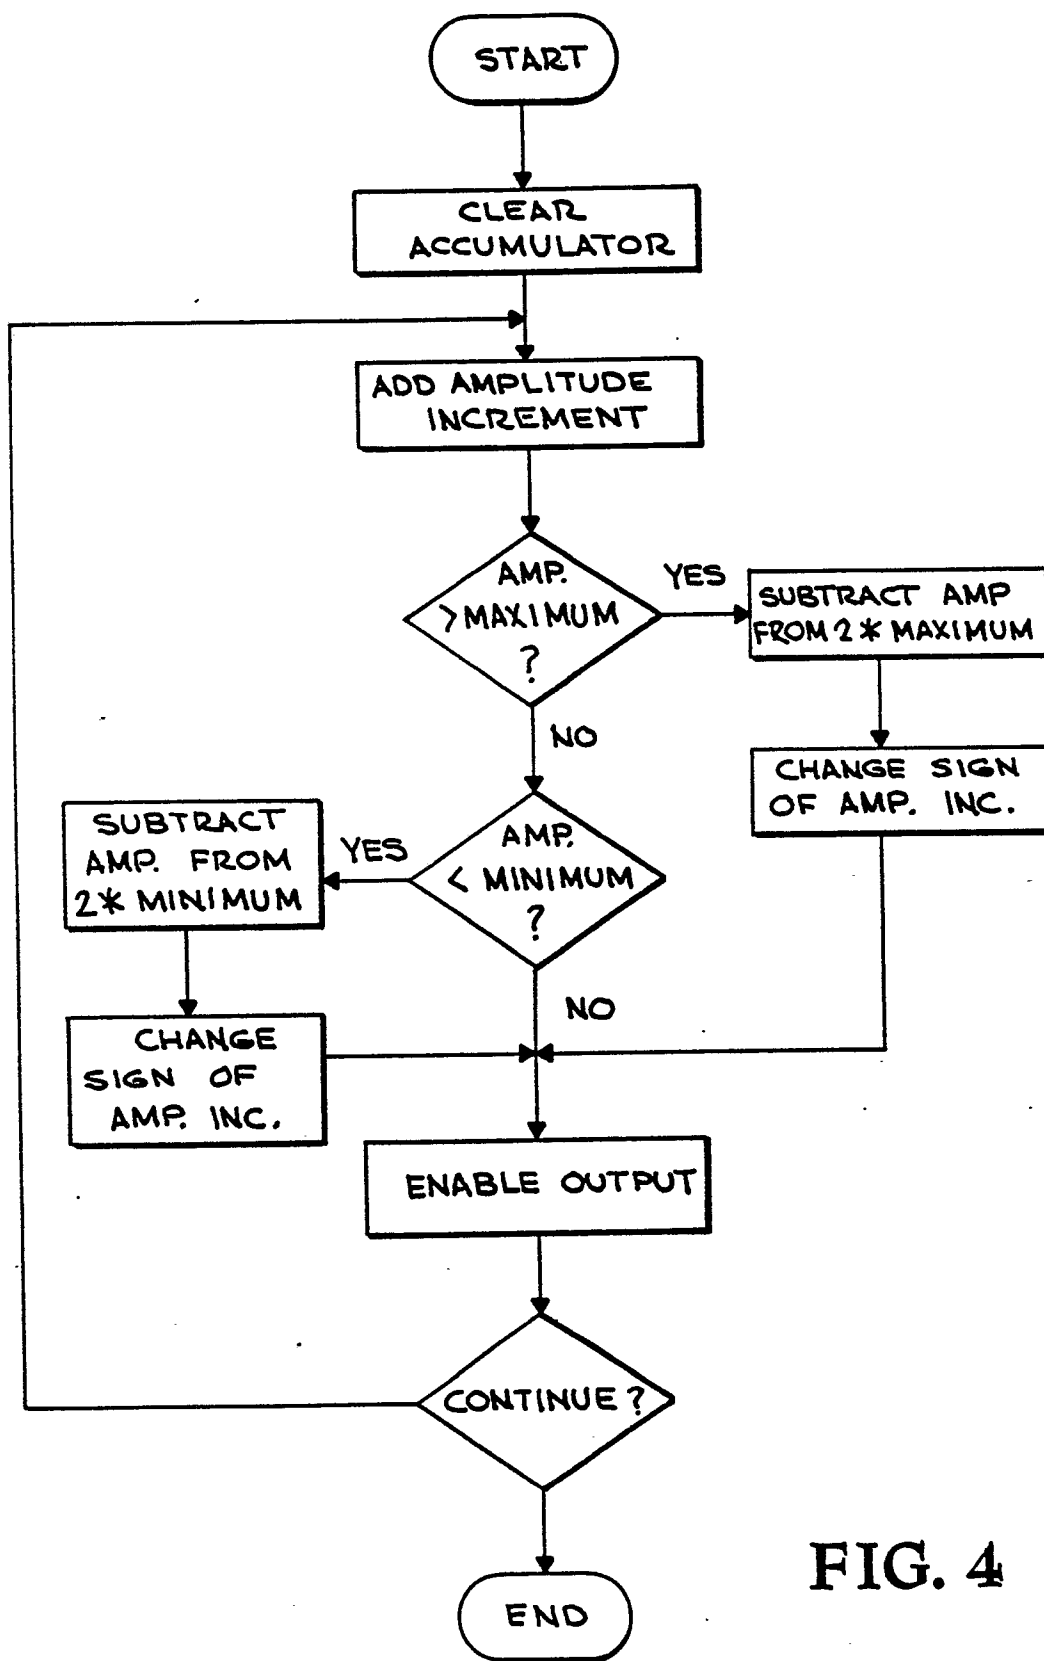 START
CLEAR
ACCUMULATOR
ADD AMPLITUDE
INCREMENT
AMP.
> MAXIMUM
?
YES
SUBTRACT AMP
FROM 2* MAXIMUM
CHANGE SIGN
OF AMP. INC.
NO
AMP.
< MINIMUM
?
YES
SUBTRACT
AMP. FROM
2* MINIMUM
CHANGE
SIGN OF
AMP. INC.
NO
ENABLE OUTPUT
CONTINUE ?
END
FIG. 4